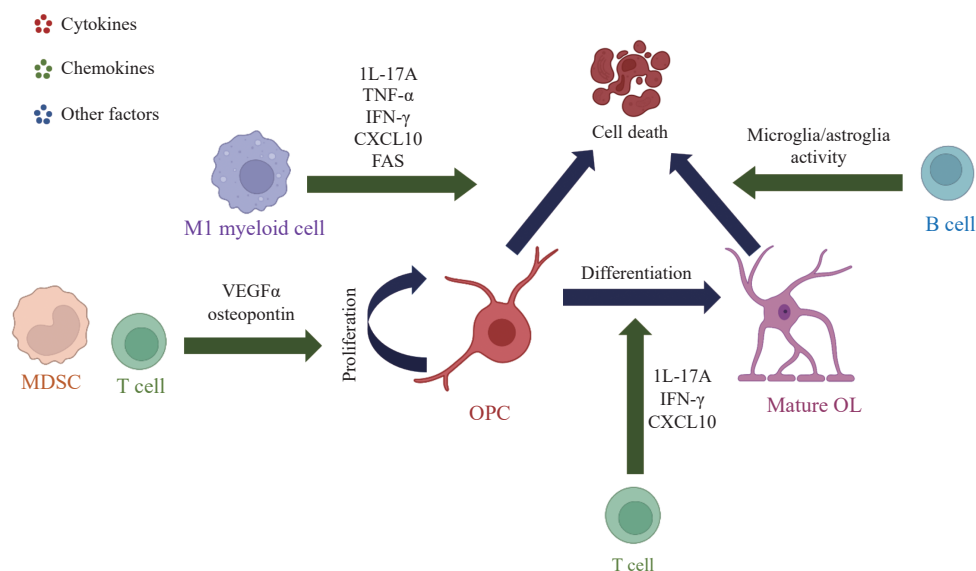 Cytokines
Chemokines
Other factors
1L-17A
TNF-α
IFN-γ
CXCL10
FAS
M1 myeloid cell
Cell death
Microglia/astroglia
activity
B cell
VEGFα
osteopontin
MDSC
T cell
Proliferation
OPC
Differentiation
Mature OL
1L-17A
IFN-γ
CXCL10
T cell